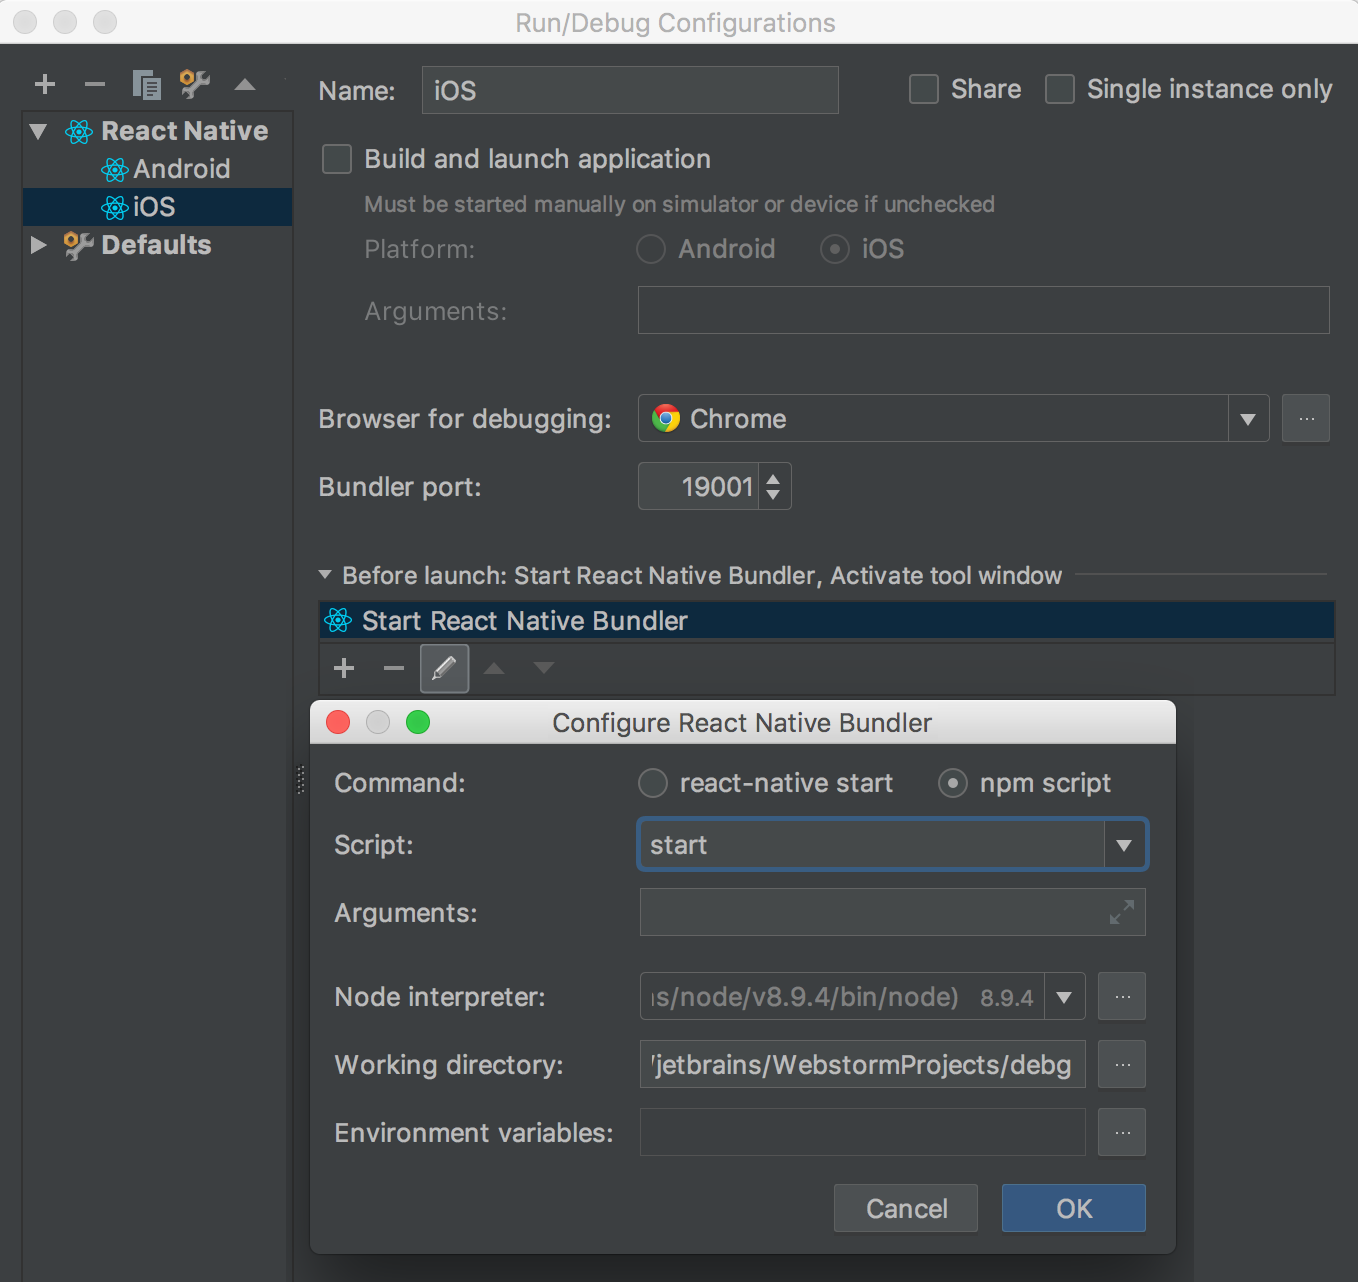 Run/Debug Configurations
Name: iOS Share Single instance only
React Native
Android
iOS
Defaults
Build and launch application
Must be started manually on simulator or device if unchecked
Platform: Android iOS
Arguments:
Browser for debugging: Chrome ...
Bundler port: 19001
Before launch: Start React Native Bundler, Activate tool window
Start React Native Bundler
Configure React Native Bundler
Command: react-native start npm script
Script: start
Arguments:
Node interpreter: s/node/v8.9.4/bin/node) 8.9.4 ...
Working directory: /jetbrains/WebstormProjects/debg ...
Environment variables: ...
Cancel OK